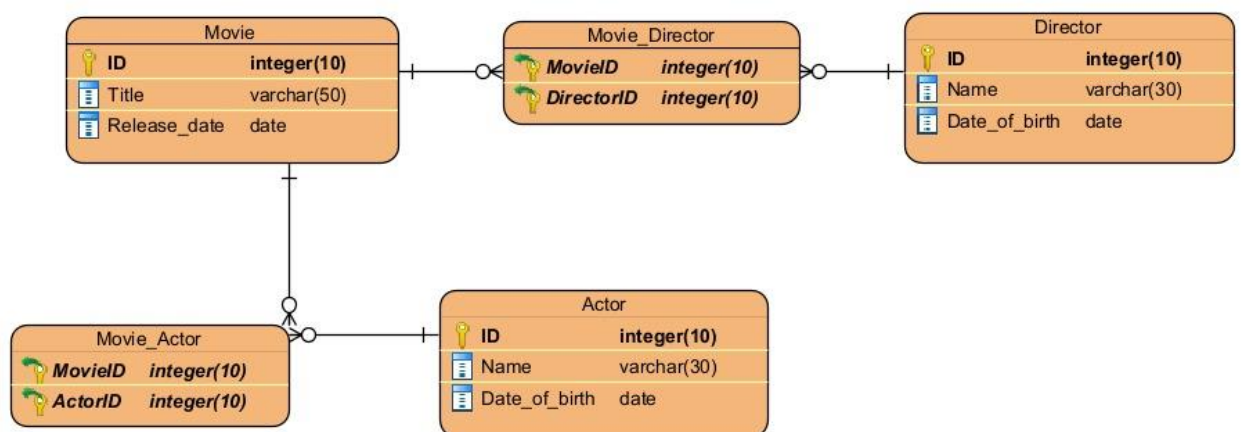 Movie
ID integer(10)
Title varchar(50)
Release_date date
Movie_Director
MovieID integer(10)
DirectorID integer(10)
Director
ID integer(10)
Name varchar(30)
Date_of_birth date
Movie_Actor
MovieID integer(10)
ActorID integer(10)
Actor
ID integer(10)
Name varchar(30)
Date_of_birth date